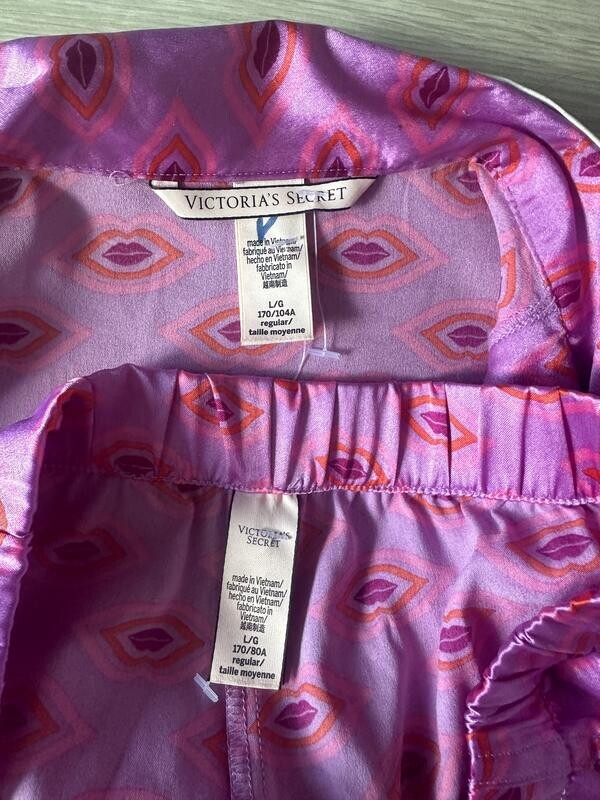 VICTORIA'S SECRET
made in Vietnam/
fabriqué au Vietnam/
hecho en Vietnam/
fabbricato in
Vietnam/
越南制造
L/G
170/104A
regular/
taille moyenne
VICTORIA'S
SECRET
made in Vietnam/
fabriqué au Vietnam/
hecho en Vietnam/
fabbricato in
Vietnam/
越南制造
L/G
170/80A
regular/
taille moyenne